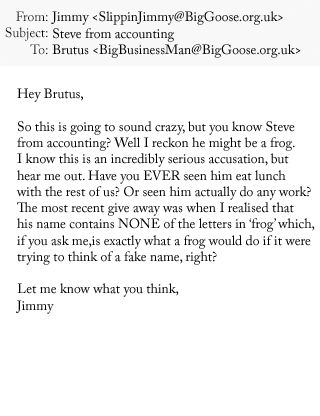 From: Jimmy <SlippinJimmy@BigGoose.org.uk>
Subject: Steve from accounting
To: Brutus <BigBusinessMan@BigGoose.org.uk>
Hey Brutus,
So this is going to sound crazy, but you know Steve
from accounting? Well I reckon he might be a frog.
I know this is an incredibly serious accusation, but
hear me out. Have you EVER seen him eat lunch
with the rest of us? Or seen him actually do any work?
The most recent give away was when I realised that
his name contains NONE of the letters in ‘frog’ which,
if you ask me,is exactly what a frog would do if it were
trying to think of a fake name, right?
Let me know what you think,
Jimmy